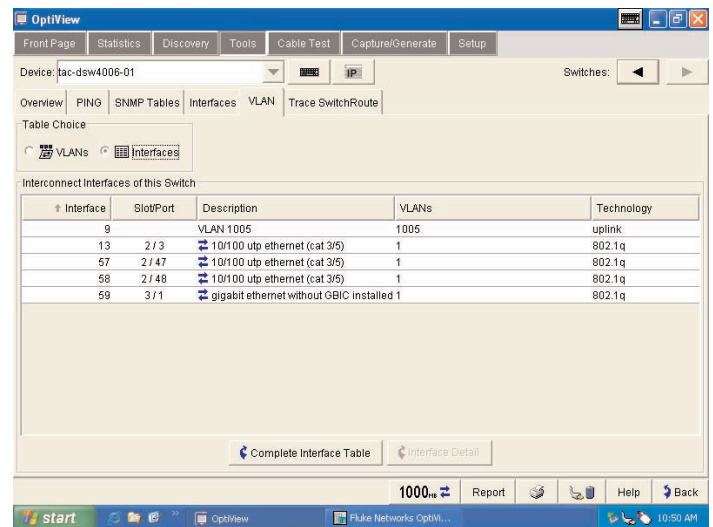 OptiView
Front Page Statistics Discovery Tools Cable Test Capture/Generate Setup
Device: tac-dsw4006-01 IP Switches:
Overview PING SNMP Tables Interfaces VLAN Trace SwitchRoute
Table Choice
VLANs Interfaces
Interconnect Interfaces of this Switch
Interface Slot/Port Description VLANs Technology
9 VLAN 1005 1005 uplink
13 2 / 3 10/100 utp ethernet (cat 3/5) 1 802.1q
57 2 / 47 10/100 utp ethernet (cat 3/5) 1 802.1q
58 2 / 48 10/100 utp ethernet (cat 3/5) 1 802.1q
59 3 / 1 gigabit ethernet without GBIC installed 1 802.1q
Complete Interface Table Interface Detail
1000 Report Help Back
start OptiView Fluke Networks OptiVi... 10:50 AM